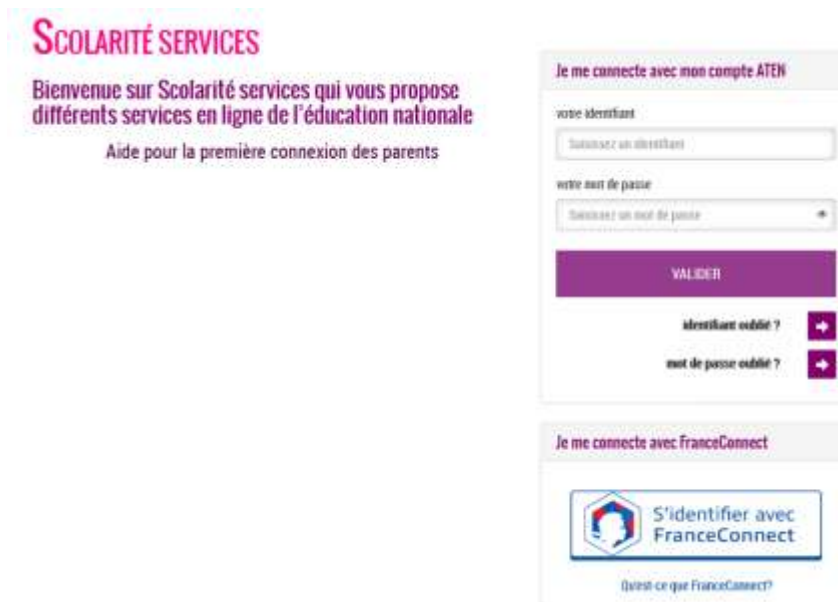 SCOLARITÉ SERVICES
Bienvenue sur Scolarité services qui vous propose
différents services en ligne de l'éducation nationale
Aide pour la première connexion des parents
Je me connecte avec mon compte ATEN
votre identifiant
Saisissez un identifiant
votre mot de passe
Saisissez un mot de passe
VALIDER
identifiant oublié ?
mot de passe oublié ?
Je me connecte avec FranceConnect
S'identifier avec
FranceConnect
Qu'est-ce que FranceConnect?